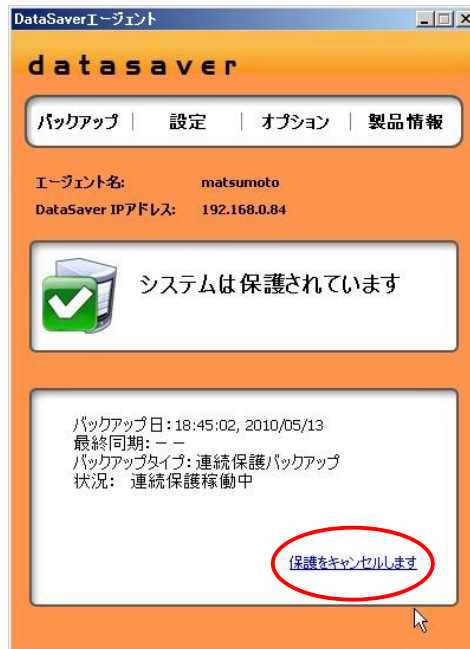 DataSaverエージェント
datasaver
バックアップ | 設定 | オプション | 製品情報
エージェント名: matsumoto
DataSaver IPアドレス: 192.168.0.84
システムは保護されています
バックアップ日:18:45:02, 2010/05/13
最終同期:－－
バックアップタイプ:連続保護バックアップ
状況: 連続保護稼働中
保護をキャンセルします